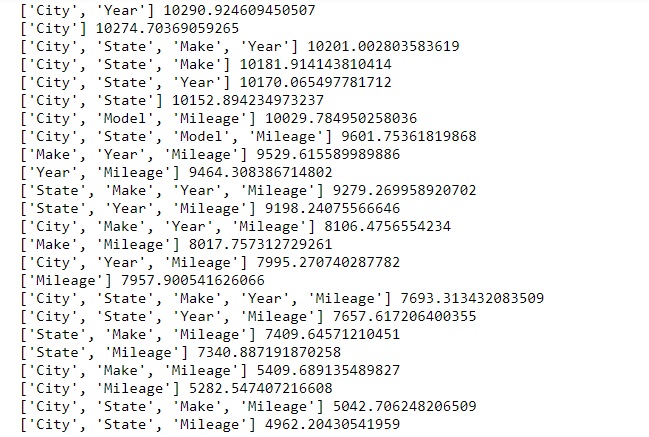 ['City', 'Year'] 10290.924609450507
['City'] 10274.70369059265
['City', 'State', 'Make', 'Year'] 10201.002803583619
['City', 'State', 'Make'] 10181.914143810414
['City', 'State', 'Year'] 10170.065497781712
['City', 'State'] 10152.894234973237
['City', 'Model', 'Mileage'] 10029.784950258036
['City', 'State', 'Model', 'Mileage'] 9601.75361819868
['Make', 'Year', 'Mileage'] 9529.615589989886
['Year', 'Mileage'] 9464.308386714802
['State', 'Make', 'Year', 'Mileage'] 9279.269958920702
['State', 'Year', 'Mileage'] 9198.24075566646
['City', 'Make', 'Year', 'Mileage'] 8106.4756554234
['Make', 'Mileage'] 8017.757312729261
['City', 'Year', 'Mileage'] 7995.270740287782
['Mileage'] 7957.900541626066
['City', 'State', 'Make', 'Year', 'Mileage'] 7693.313432083509
['City', 'State', 'Year', 'Mileage'] 7657.617206400355
['State', 'Make', 'Mileage'] 7409.64571210451
['State', 'Mileage'] 7340.887191870258
['City', 'Make', 'Mileage'] 5409.689135489827
['City', 'Mileage'] 5282.547407216608
['City', 'State', 'Make', 'Mileage'] 5042.706248206509
['City', 'State', 'Mileage'] 4962.20430541959